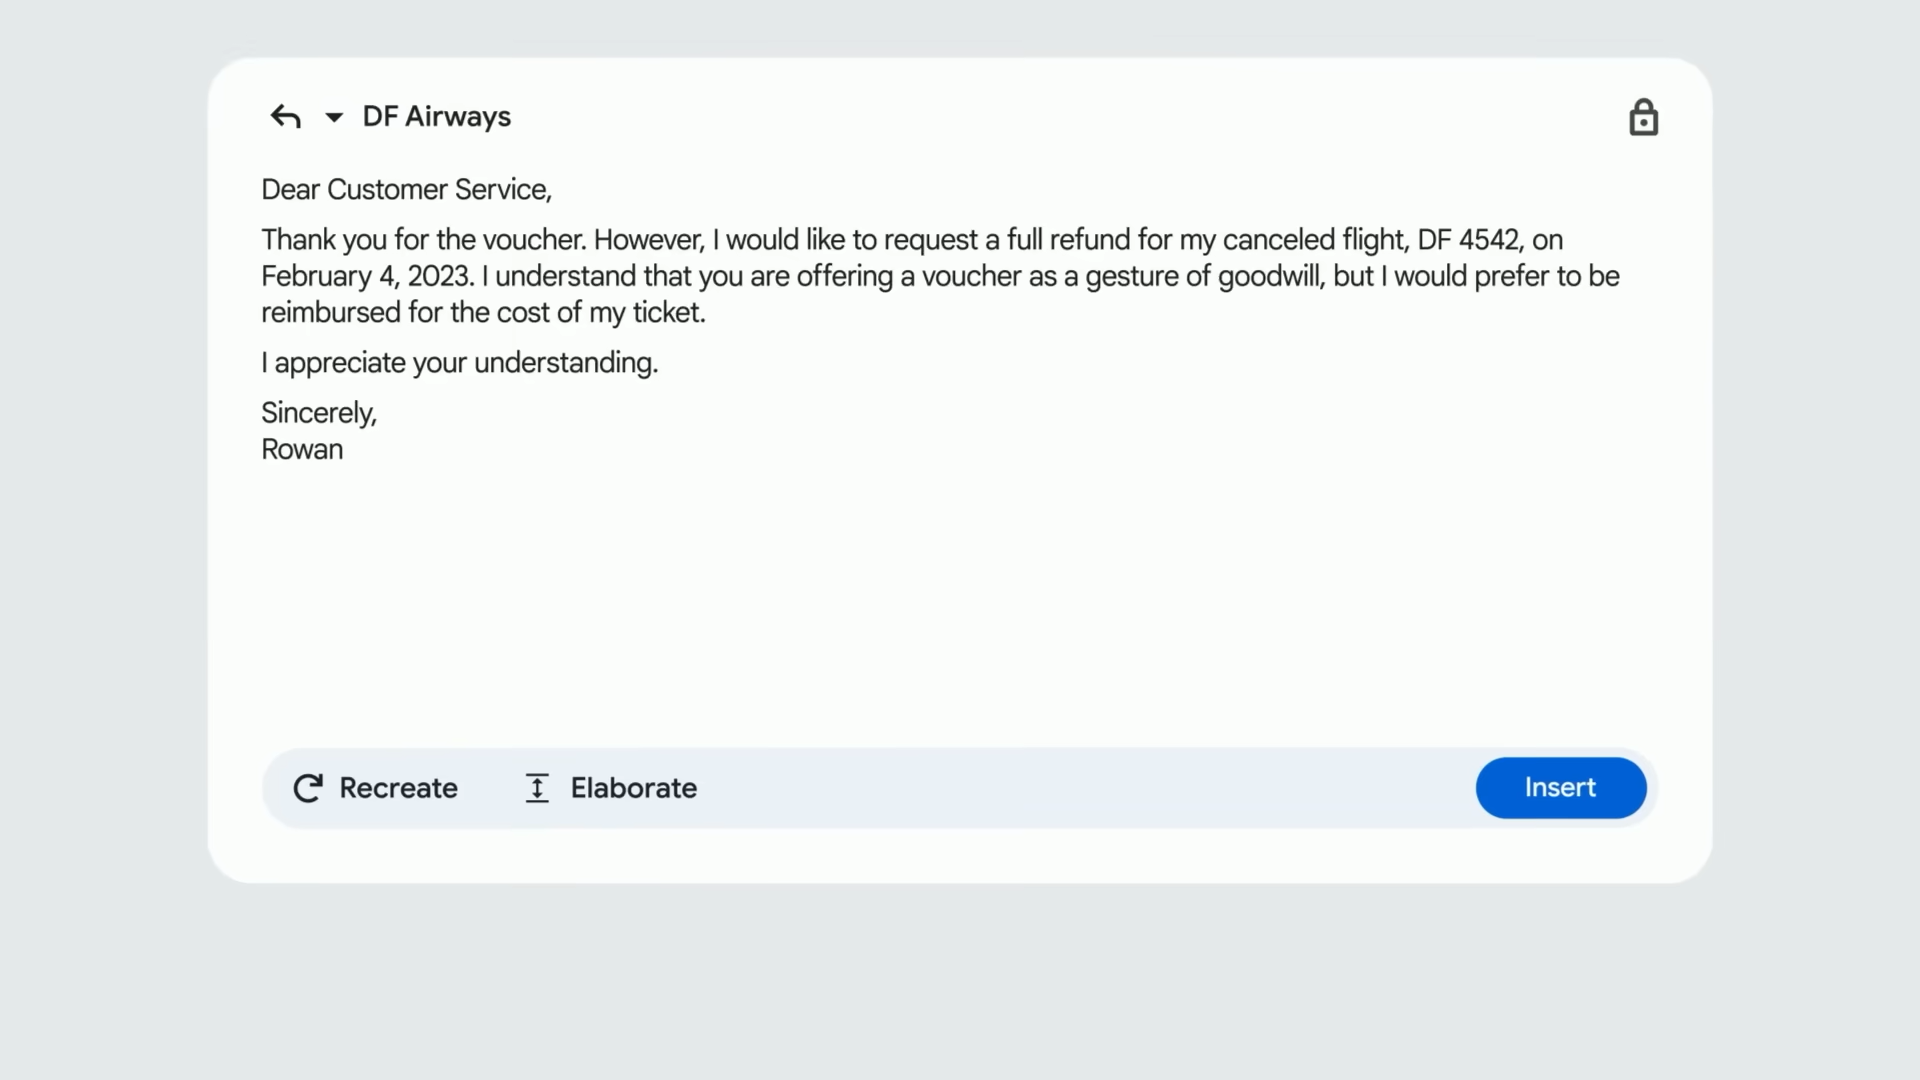 DF Airways
Dear Customer Service,
Thank you for the voucher. However, I would like to request a full refund for my canceled flight, DF 4542, on
February 4, 2023. I understand that you are offering a voucher as a gesture of goodwill, but I would prefer to be
reimbursed for the cost of my ticket.
I appreciate your understanding.
Sincerely,
Rowan
Recreate
Elaborate
Insert